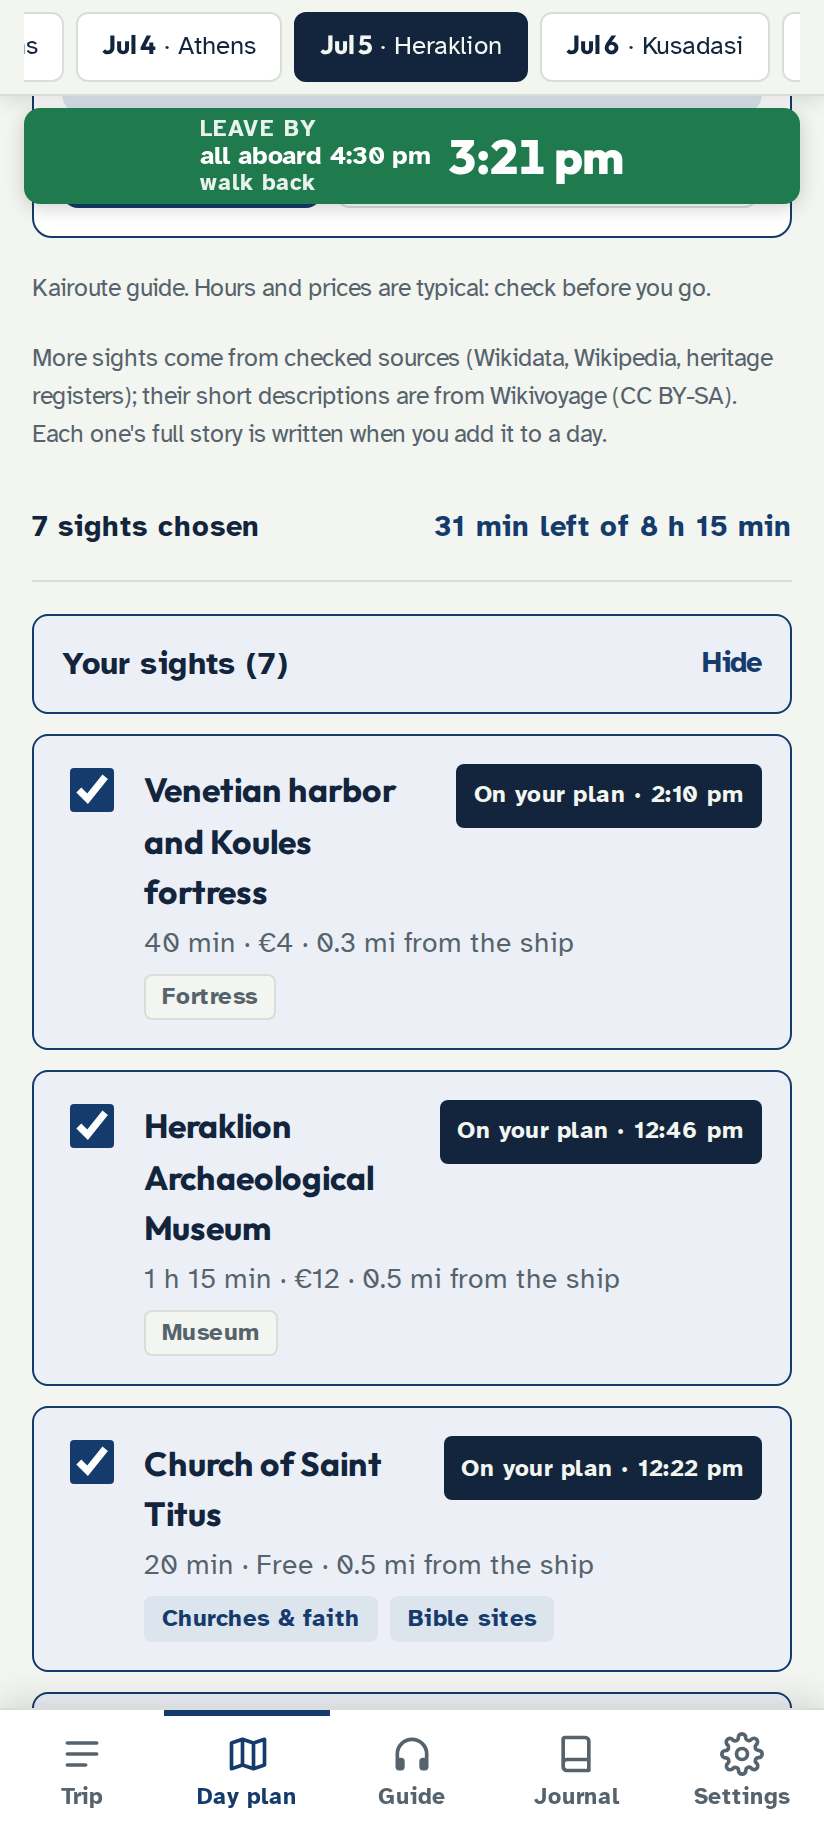 s
Jul 4 · Athens
Jul 5 · Heraklion
Jul 6 · Kusadasi
LEAVE BY
all aboard 4:30 pm
walk back
3:21 pm
Kairoute guide. Hours and prices are typical: check before you go.
More sights come from checked sources (Wikidata, Wikipedia, heritage
registers); their short descriptions are from Wikivoyage (CC BY-SA).
Each one's full story is written when you add it to a day.
7 sights chosen
31 min left of 8 h 15 min
Your sights (7)
Hide
Venetian harbor
and Koules
fortress
On your plan · 2:10 pm
40 min · €4 · 0.3 mi from the ship
Fortress
Heraklion
Archaeological
Museum
On your plan · 12:46 pm
1 h 15 min · €12 · 0.5 mi from the ship
Museum
Church of Saint
Titus
On your plan · 12:22 pm
20 min · Free · 0.5 mi from the ship
Churches & faith
Bible sites
Trip
Day plan
Guide
Journal
Settings